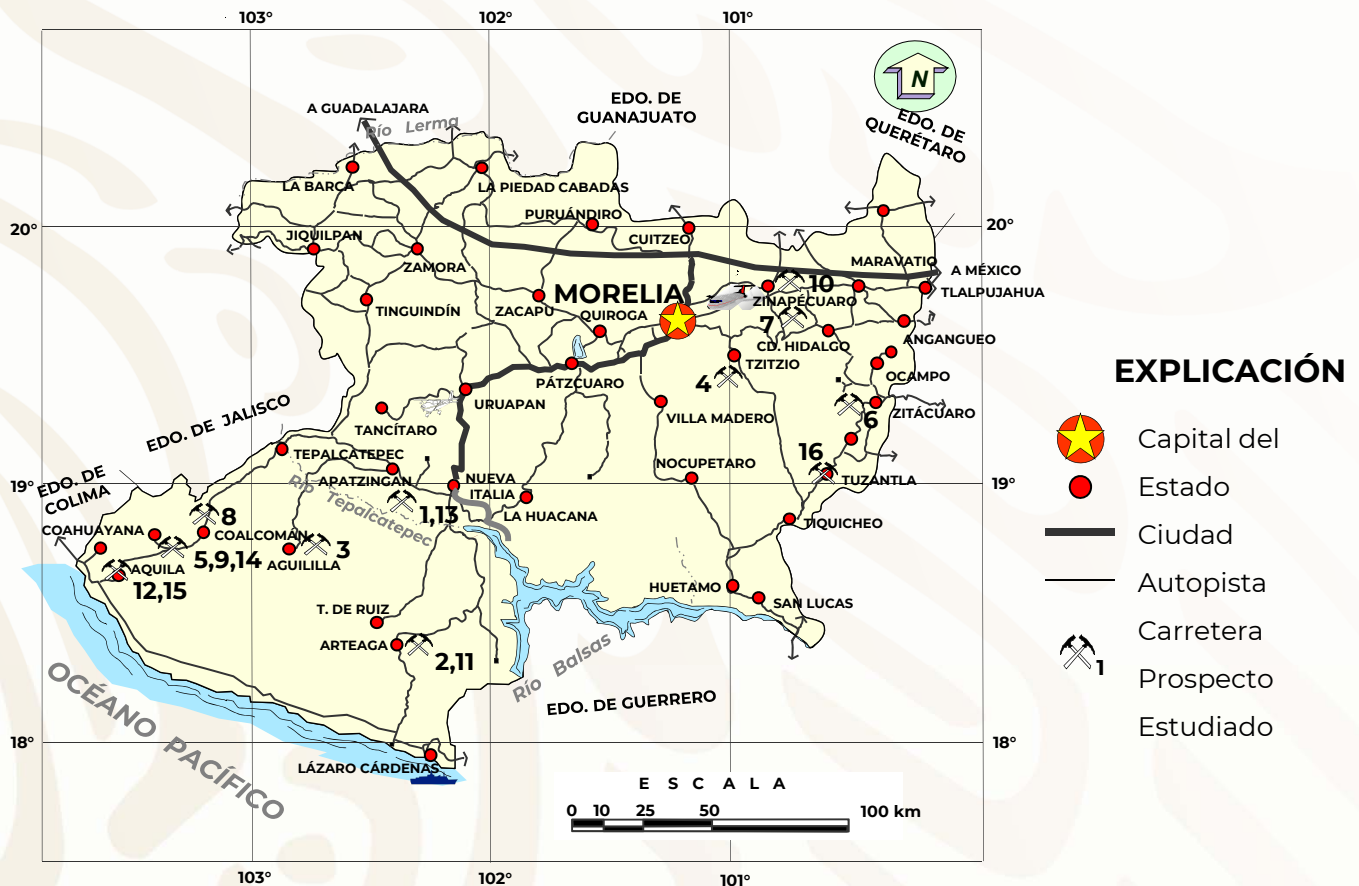 103°
102°
101°
A GUADALAJARA
Río Lerma
EDO. DE
GUANAJUATO
N
EDO. DE
QUERÉTARO
LA BARCA
LA PIEDAD CABADAS
PURUÁNDIRO
20°
JIQUILPAN
CUITZEO
20°
ZAMORA
MARAVATIO
A MÉXICO
TLALPUJAHUA
10
MORELIA
ZINAPÉCUARO
TINGUINDÍN
ZACAPU
QUIROGA
7
CD. HIDALGO
ANGANGUEO
TZITZIO
OCAMPO
4
PÁTZCUARO
URUAPAN
VILLA MADERO
ZITÁCUARO
6
EDO. DE JALISCO
TANCÍTARO
TEPALCATEPEC
16
NOCUPETARO
APATZINGÁN
NUEVA
ITALIA
TUZANTLA
EDO. DE
COLIMA
19°
19°
Río Tepalcatepec
1,13
LA HUACANA
TIQUICHEO
8
COAHUAYANA
COALCOMÁN
5,9,14
AGUILILLA
3
AQUILA
12,15
HUETAMO
SAN LUCAS
T. DE RUIZ
ARTEAGA
2,11
Río Balsas
EDO. DE GUERRERO
OCÉANO PACÍFICO
18°
18°
LÁZARO CÁRDENAS
E S C A L A
0 10 25 50 100 km
103°
102°
101°
EXPLICACIÓN
Capital del
Estado
Ciudad
Autopista
Carretera
1
Prospecto
Estudiado